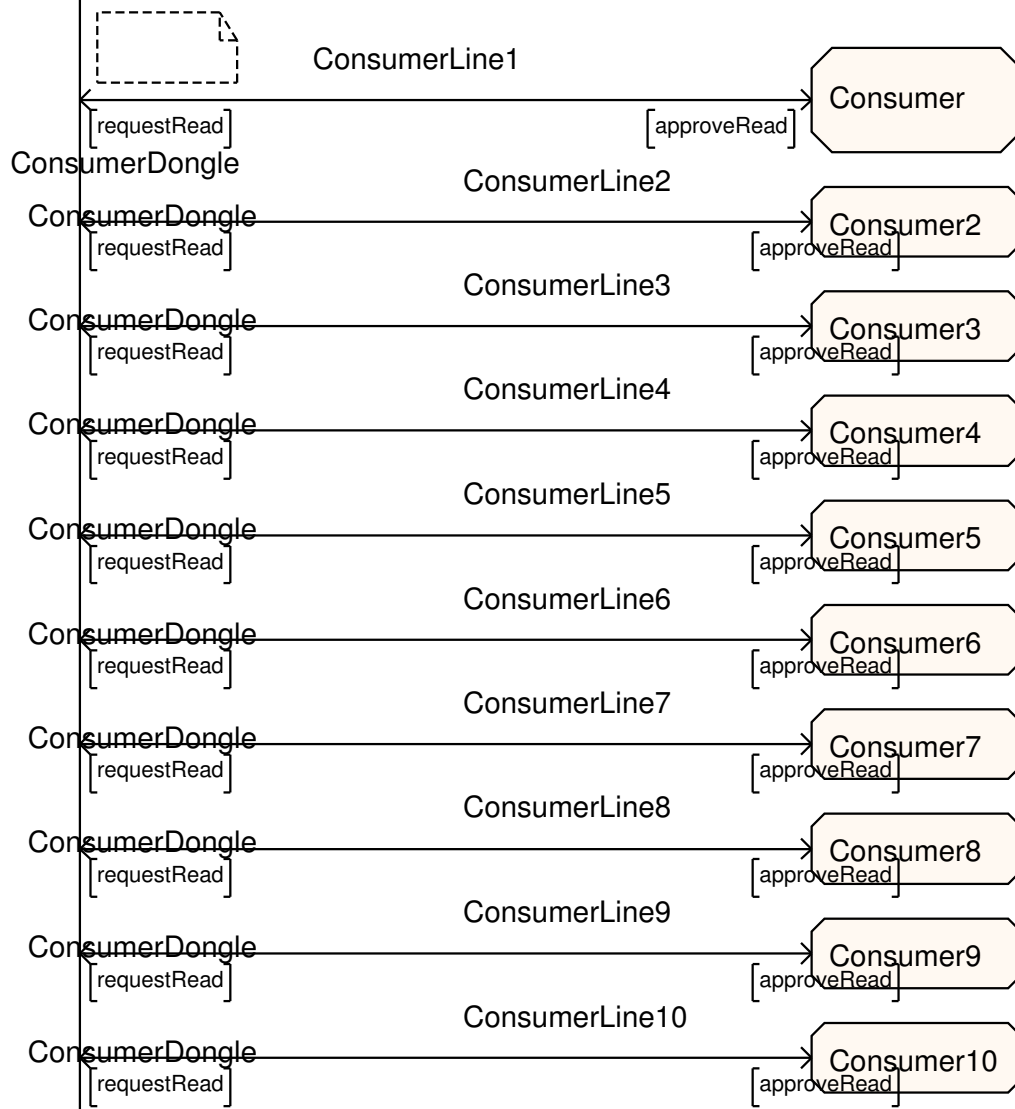 ConsumerLine1
Consumer
requestRead
approveRead
ConsumerDongle
ConsumerLine2
ConsumerDongle
Consumer2
requestRead
approveRead
ConsumerLine3
ConsumerDongle
Consumer3
requestRead
approveRead
ConsumerLine4
ConsumerDongle
Consumer4
requestRead
approveRead
ConsumerLine5
ConsumerDongle
Consumer5
requestRead
approveRead
ConsumerLine6
ConsumerDongle
Consumer6
requestRead
approveRead
ConsumerLine7
ConsumerDongle
Consumer7
requestRead
approveRead
ConsumerLine8
ConsumerDongle
Consumer8
requestRead
approveRead
ConsumerLine9
ConsumerDongle
Consumer9
requestRead
approveRead
ConsumerLine10
ConsumerDongle
Consumer10
requestRead
approveRead